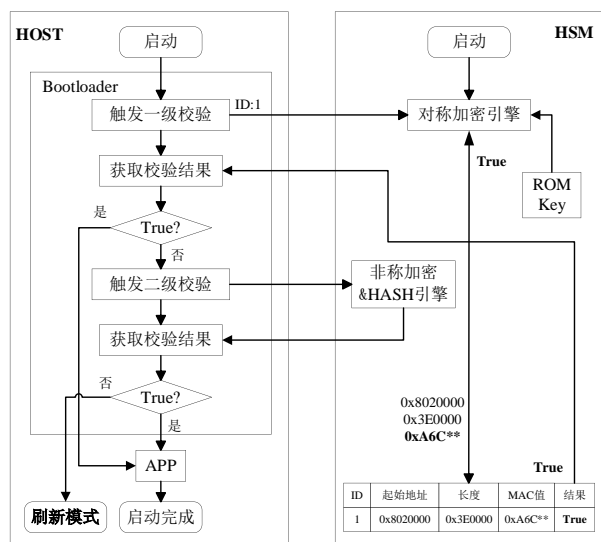 HOST
启动
Bootloader
触发一级校验
ID:1
获取校验结果
是
True?
否
触发二级校验
获取校验结果
否
True?
是
APP
刷新模式
启动完成
HSM
启动
对称加密引擎
True
ROM
Key
非称加密
&HASH引擎
0x8020000
0x3E0000
0xA6C**
True
ID 起始地址 长度 MAC值 结果
1 0x8020000 0x3E0000 0xA6C** True